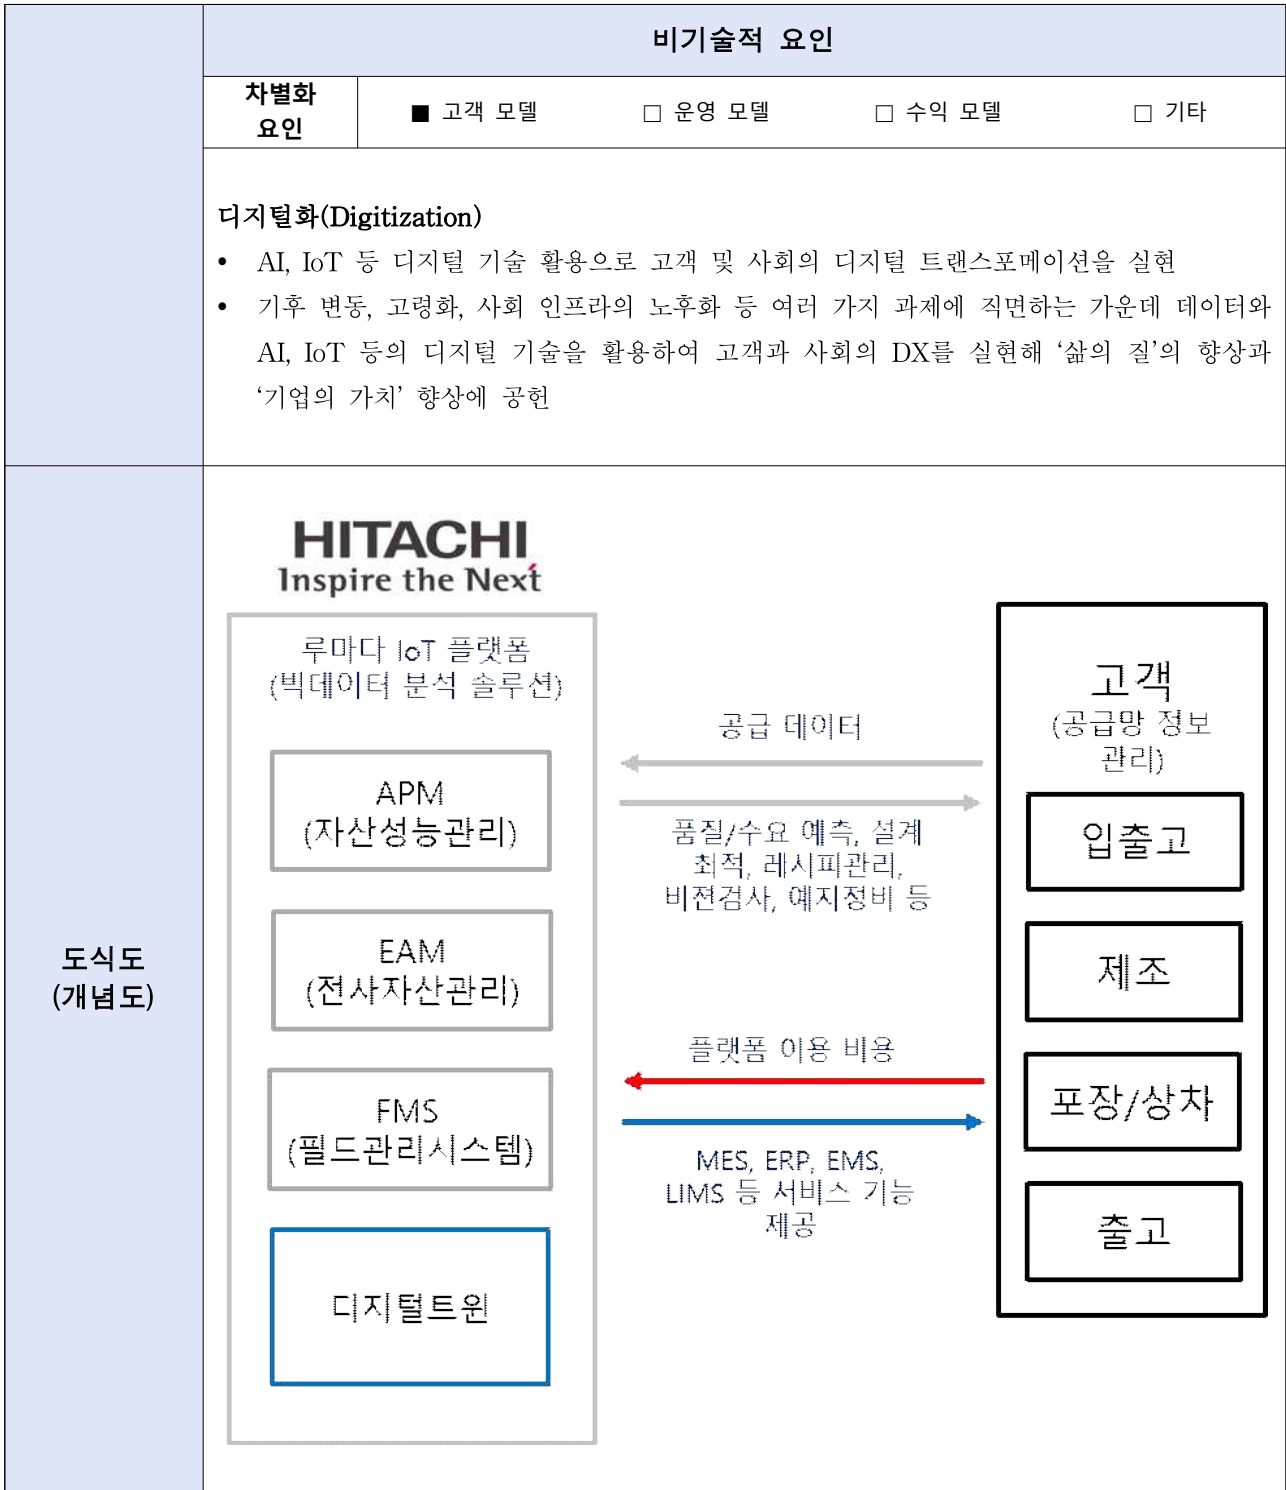 비기술적 요인
차별화
요인
■ 고객 모델
□ 운영 모델
□ 수익 모델
□ 기타
디지털화(Digitization)
• AI, IoT 등 디지털 기술 활용으로 고객 및 사회의 디지털 트랜스포메이션을 실현
• 기후 변동, 고령화, 사회 인프라의 노후화 등 여러 가지 과제에 직면하는 가운데 데이터와
AI, IoT 등의 디지털 기술을 활용하여 고객과 사회의 DX를 실현해 ‘삶의 질’의 향상과
‘기업의 가치’ 향상에 공헌
도식도
(개념도)
HITACHI
Inspire the Next
루마다 IoT 플랫폼
(빅데이터 분석 솔루션)
APM
(자산성능관리)
EAM
(전사자산관리)
FMS
(필드관리시스템)
디지털트윈
공급 데이터
품질/수요 예측, 설계
최적, 레시피관리,
비젼검사, 예지정비 등
플랫폼 이용 비용
MES, ERP, EMS,
LIMS 등 서비스 기능
제공
고객
(공급망 정보
관리)
입출고
제조
포장/상차
출고